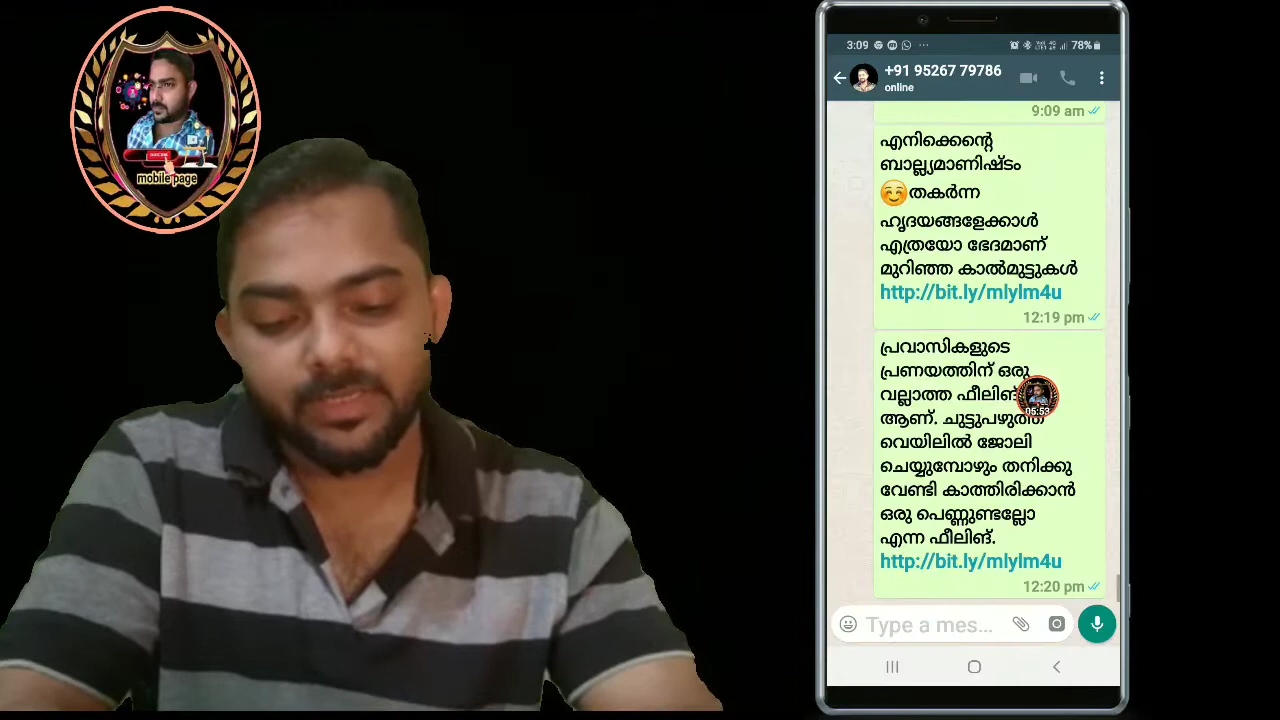 mobile page
3:09
78%
+91 95267 79786
online
9:09 am
എനിക്കെന്റെ
ബാല്ല്യമാണിഷ്ടം
☺️തകർന്ന
ഹൃദയങ്ങളേക്കാൾ
എത്രയോ ഭേദമാണ്
മുറിഞ്ഞ കാൽമുട്ടുകൾ
http://bit.ly/mlylm4u
12:19 pm
പ്രവാസികളുടെ
പ്രണയത്തിന് ഒരു
വല്ലാത്ത ഫീലിങ്
05:53
ആണ്. ചുട്ടുപഴുത്ത
വെയിലിൽ ജോലി
ചെയ്യുമ്പോഴും തനിക്കു
വേണ്ടി കാത്തിരിക്കാൻ
ഒരു പെണ്ണുണ്ടല്ലോ
എന്ന ഫീലിങ്.
http://bit.ly/mlylm4u
12:20 pm
Type a mes...